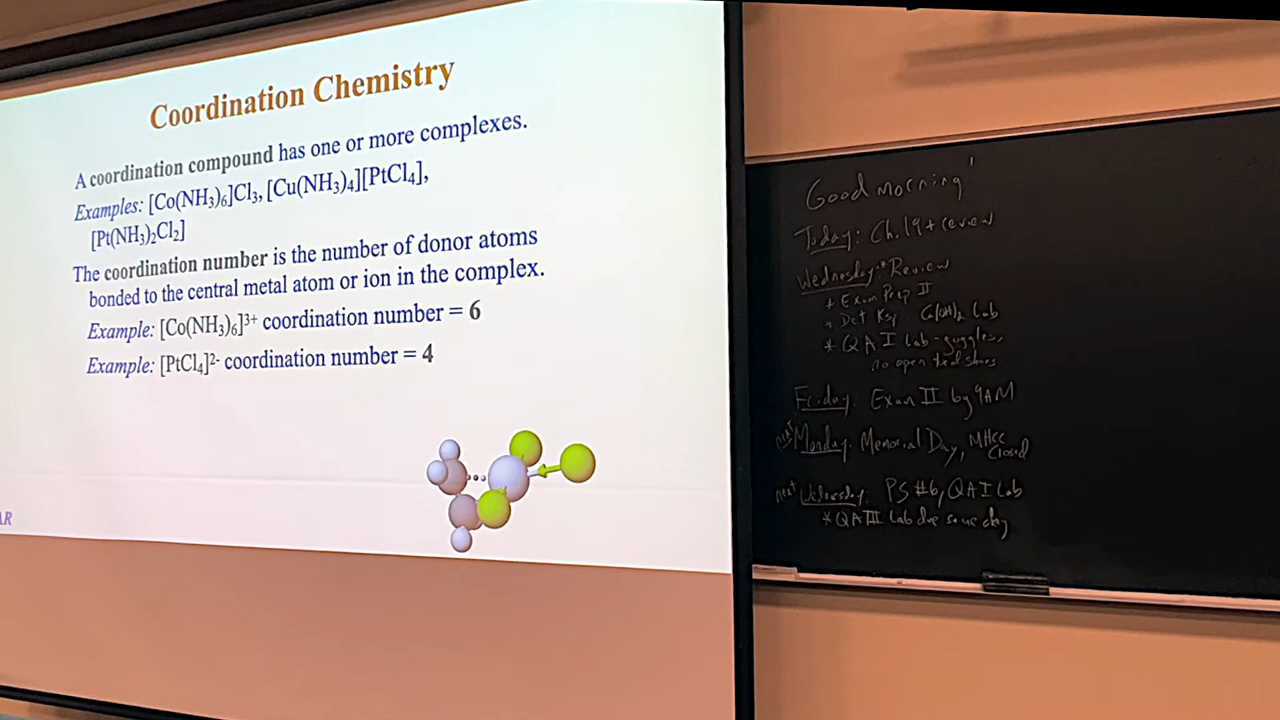 Coordination Chemistry
A coordination compound has one or more complexes.
Examples: [Co(NH₃)₆]Cl₃, [Cu(NH₃)₄][PtCl₄],
[Pt(NH₃)₂Cl₂]
The coordination number is the number of donor atoms
bonded to the central metal atom or ion in the complex.
Example: [Co(NH₃)₆]³⁺ coordination number = 6
Example: [PtCl₄]²⁻ coordination number = 4
AR
Good morning!
Today: Ch. 19 + review
Wednesday: * Review
* Exam Prep II
* Det Ksp Ca(OH)₂ Lab
* QA I Lab - goggles,
no open toed shoes
Friday: Exam II by 9AM
next Monday: Memorial Day, MHCC
Closed
next Wednesday: PS #6, QA I Lab
* QA III Lab due same day